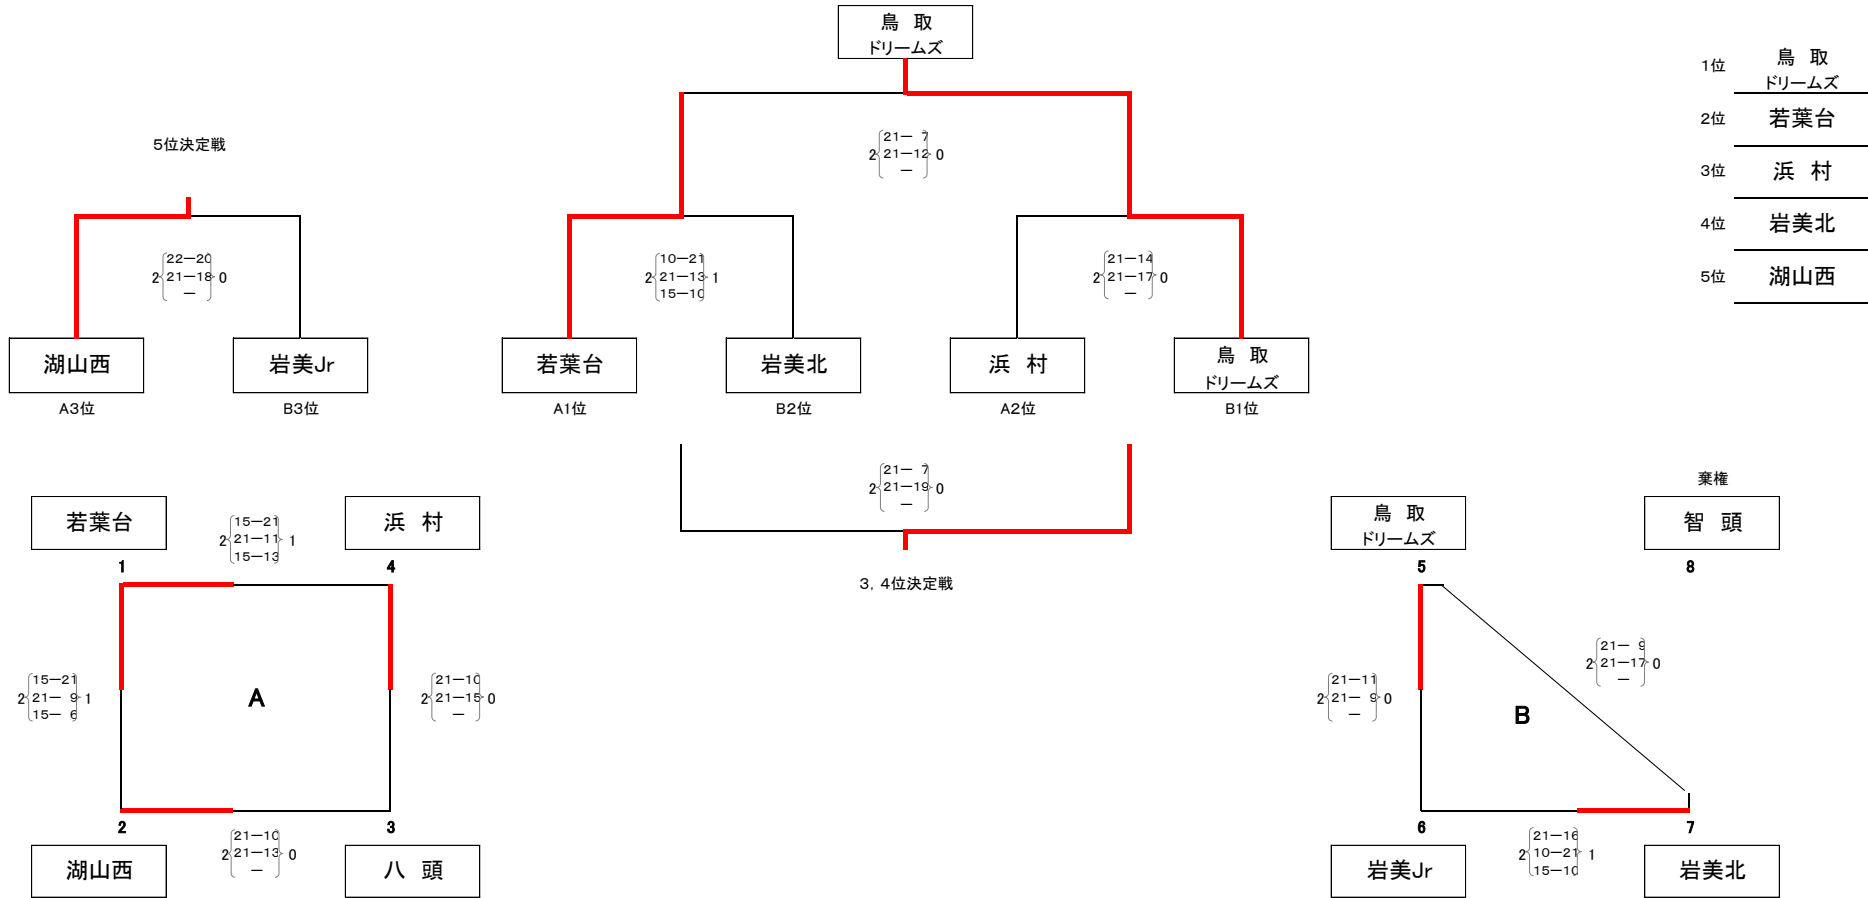 鳥 取
ドリームズ
1位 鳥 取
ドリームズ
2位 若葉台
3位 浜 村
4位 岩美北
5位 湖山西
5位決定戦
21― 7
2 21―12 0
―
22―20
2 21―18 0
―
10―21
2 21―13 1
15―10
21―14
2 21―17 0
―
湖山西
岩美Jr
若葉台
岩美北
浜 村
鳥 取
ドリームズ
A3位
B3位
A1位
B2位
A2位
B1位
21― 7
2 21―19 0
―
3，4位決定戦
若葉台
浜 村
1
4
15―21
2 21―11 1
15―13
15―21
2 21― 9 1
15― 6
A
21―10
2 21―15 0
―
2
3
21―10
2 21―13 0
―
湖山西
八 頭
棄権
鳥 取
ドリームズ
智 頭
5
8
21―11
2 21― 9 0
―
B
21― 9
2 21―17 0
―
6
7
21―16
2 10―21 1
15―10
岩美Jr
岩美北